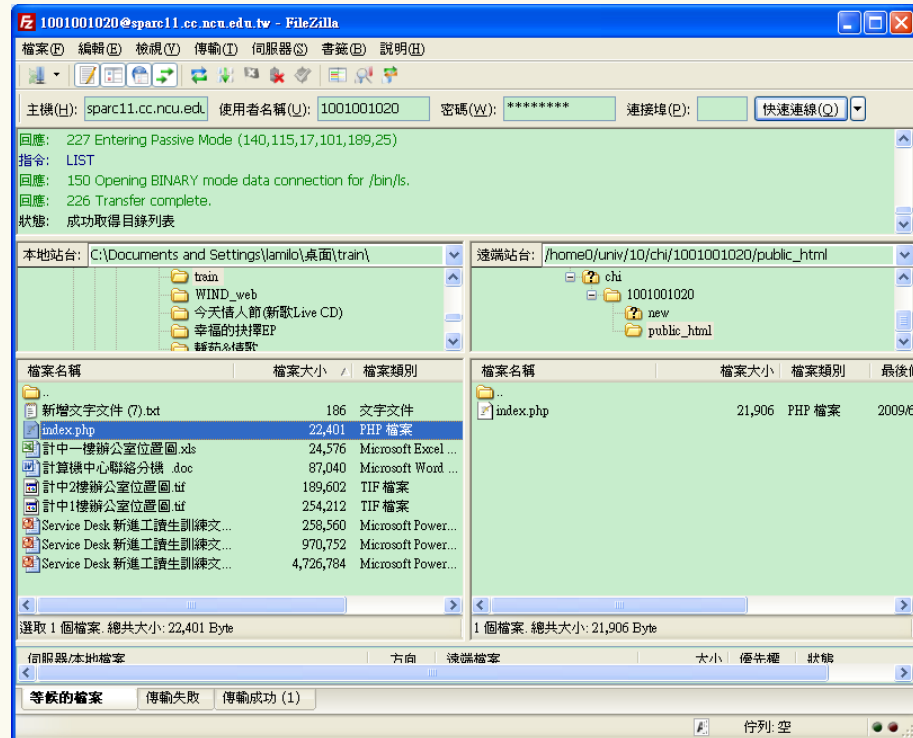 1001001020@sparc11.cc.ncu.edu.tw - FileZilla
檔案(F) 編輯(E) 檢視(V) 傳輸(T) 伺服器(S) 書籤(B) 說明(H)
主機(H): sparc11.cc.ncu.edu 使用者名稱(U): 1001001020 密碼(W): ******** 連接埠(P): 快速連線(Q)
回應: 227 Entering Passive Mode (140,115,17,101,189,25)
指令: LIST
回應: 150 Opening BINARY mode data connection for /bin/ls.
回應: 226 Transfer complete.
狀態: 成功取得目錄列表
本地站台: C:\Documents and Settings\lamilo\桌面\train\
train
WIND_web
今天情人節(新歌Live CD)
幸福的抉擇EP
遠端站台: /home0/univ/10/chi/1001001020/public_html
chi
1001001020
new
public_html
檔案名稱 檔案大小 / 檔案類別
..
新增文字文件 (7).txt 186 文字文件
index.php 22,401 PHP 檔案
計中一樓辦公室位置圖.xls 24,576 Microsoft Excel ...
計算機中心聯絡分機 .doc 87,040 Microsoft Word ...
計中2樓辦公室位置圖.tif 189,602 TIF 檔案
計中1樓辦公室位置圖.tif 254,212 TIF 檔案
Service Desk 新進工讀生訓練文... 258,560 Microsoft Power...
Service Desk 新進工讀生訓練文... 970,752 Microsoft Power...
Service Desk 新進工讀生訓練文... 4,726,784 Microsoft Power...
選取 1 個檔案. 總共大小: 22,401 Byte
檔案名稱 檔案大小 檔案類別 最後
..
index.php 21,906 PHP 檔案 2009/6
1 個檔案. 總共大小: 21,906 Byte
伺服器/本地檔案 方向 遠端檔案 大小 優先權 狀態
等候的檔案 傳輸失敗 傳輸成功 (1)
佇列: 空